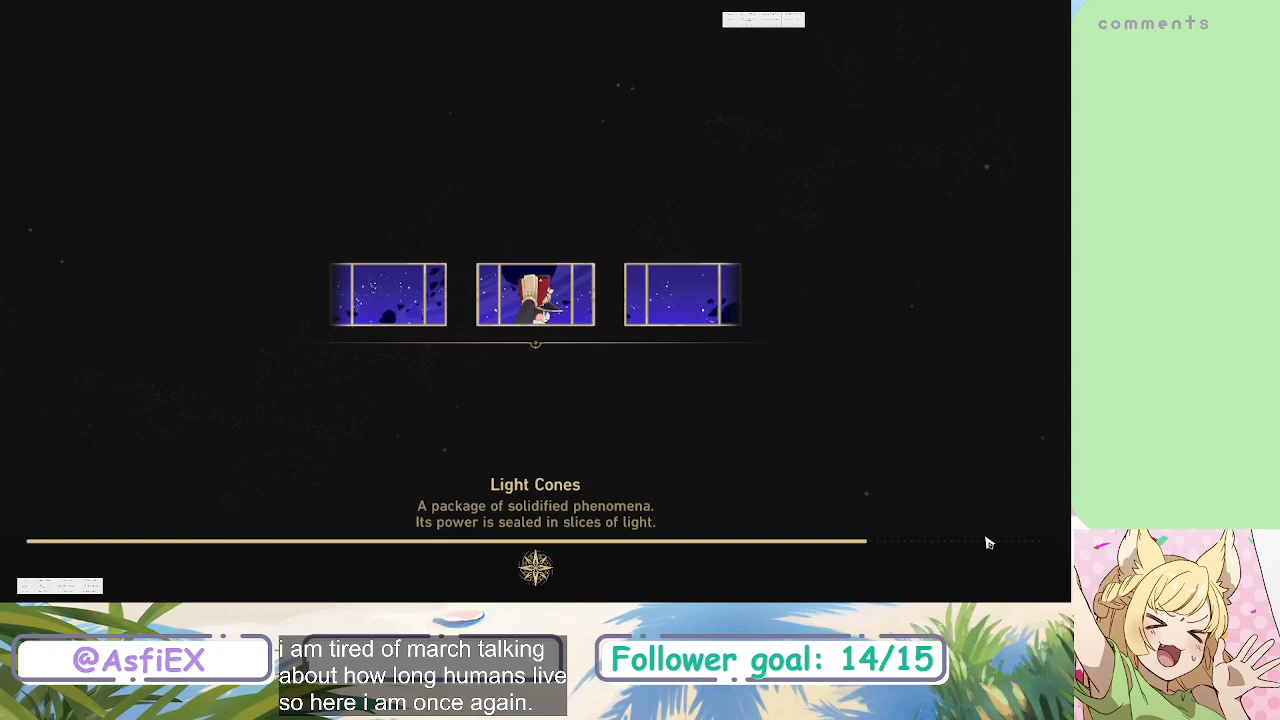 comments
Light Cones
A package of solidified phenomena.
Its power is sealed in slices of light.
@AsfiEX
i am tired of march talking
about how long humans live
so here i am once again.
Follower goal: 14/15